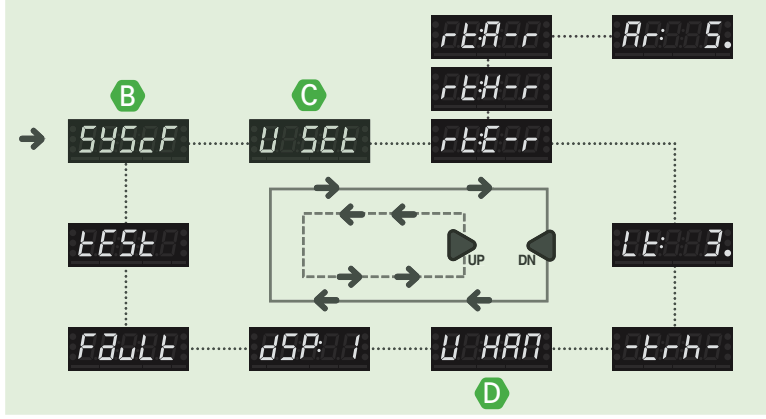 rt:A-r
Ar: 5.
rt:H-r
B
C
SYScF
U SEt
rt:E-r
tESt
UP
DN
Lt: 3.
FAuLt
dSP: 1
U HAn
-trh-
D